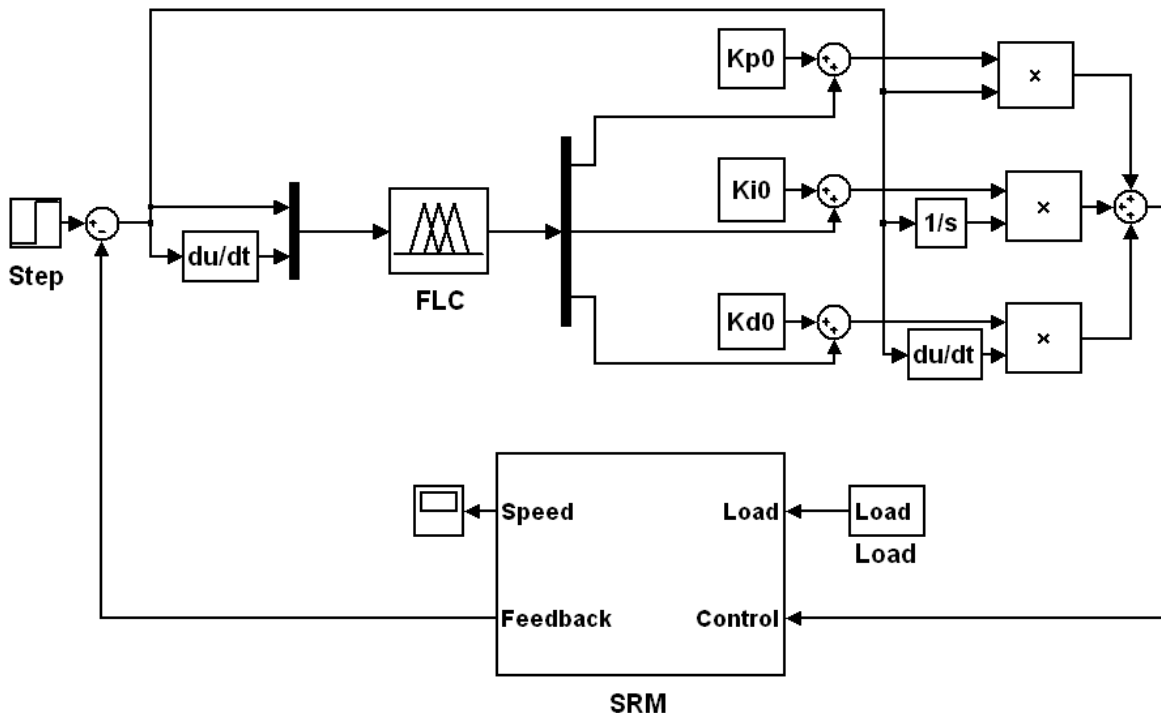 Kp0
×
Ki0
1/s
×
Step
du/dt
FLC
Kd0
du/dt
×
Speed
Load
Load
Load
Feedback
Control
SRM